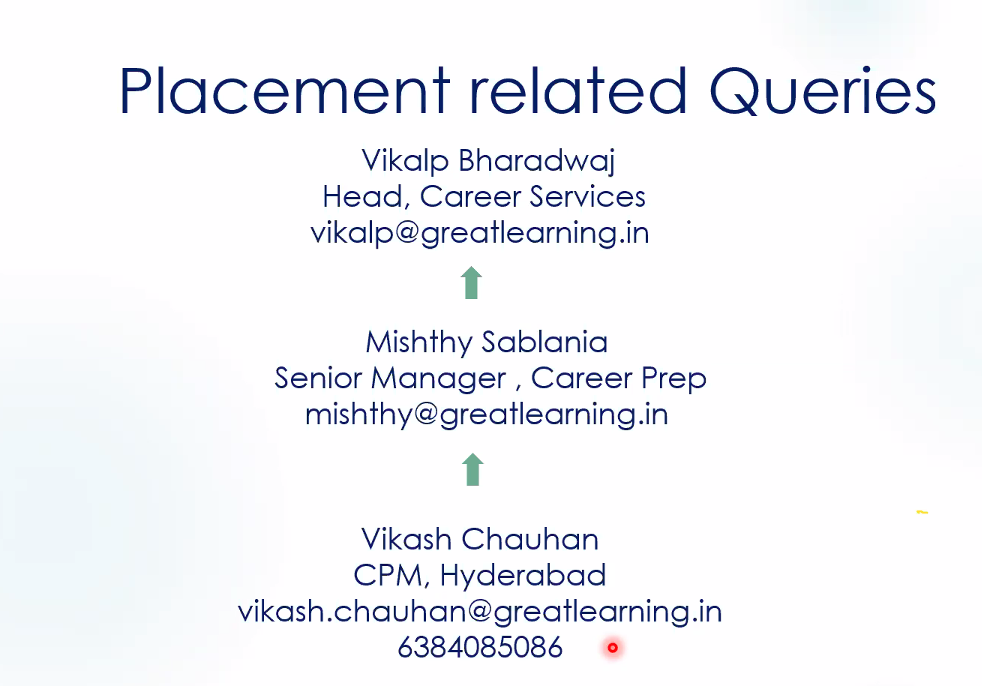 Placement related Queries
Vikalp Bharadwaj
Head, Career Services
vikalp@greatlearning.in
Mishthy Sablania
Senior Manager , Career Prep
mishthy@greatlearning.in
Vikash Chauhan
CPM, Hyderabad
vikash.chauhan@greatlearning.in
6384085086